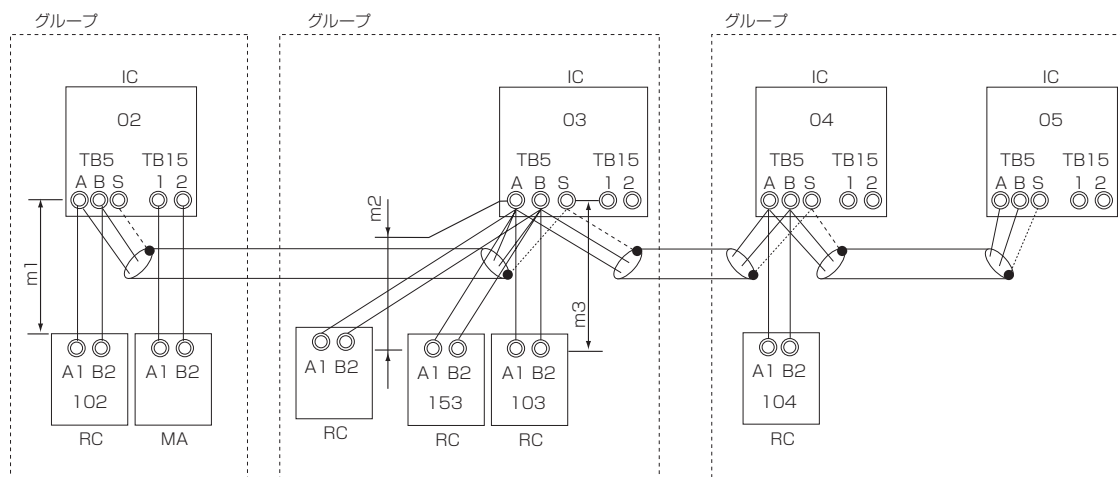 グループ
グループ
グループ
IC
IC
IC
IC
02
03
04
05
TB5 TB15
TB5 TB15
TB5 TB15
TB5 TB15
A B S 1 2
A B S 1 2
A B S 1 2
A B S 1 2
m1
m2
m3
A1 B2
102
RC
A1 B2
MA
A1 B2
RC
A1 B2
153
RC
A1 B2
103
RC
A1 B2
104
RC